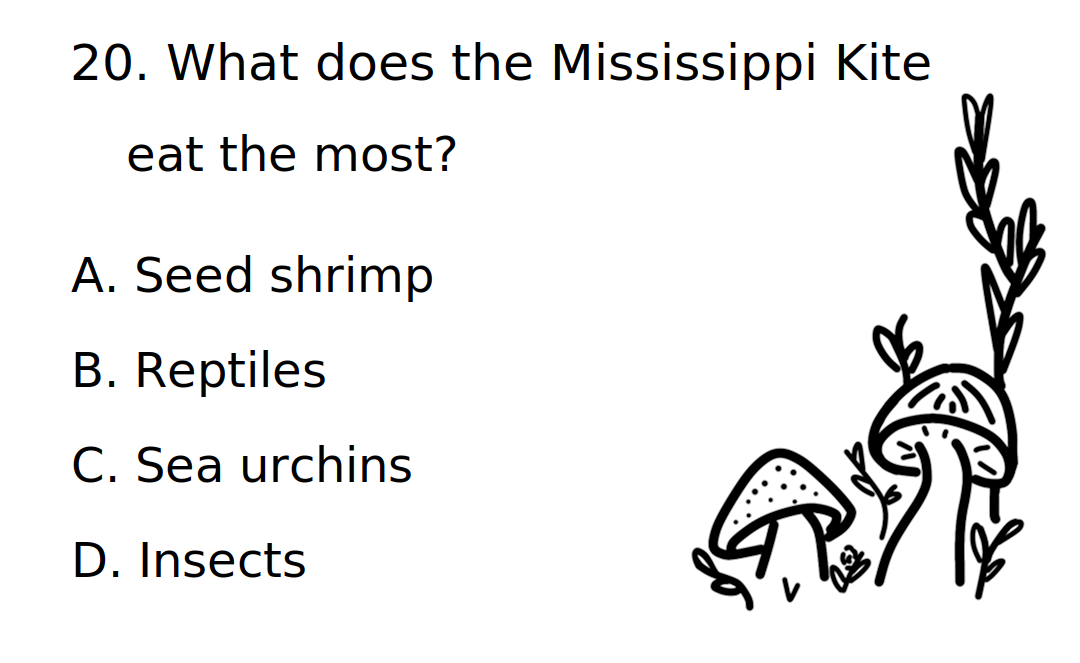 20. What does the Mississippi Kite
eat the most?
A. Seed shrimp
B. Reptiles
C. Sea urchins
D. Insects